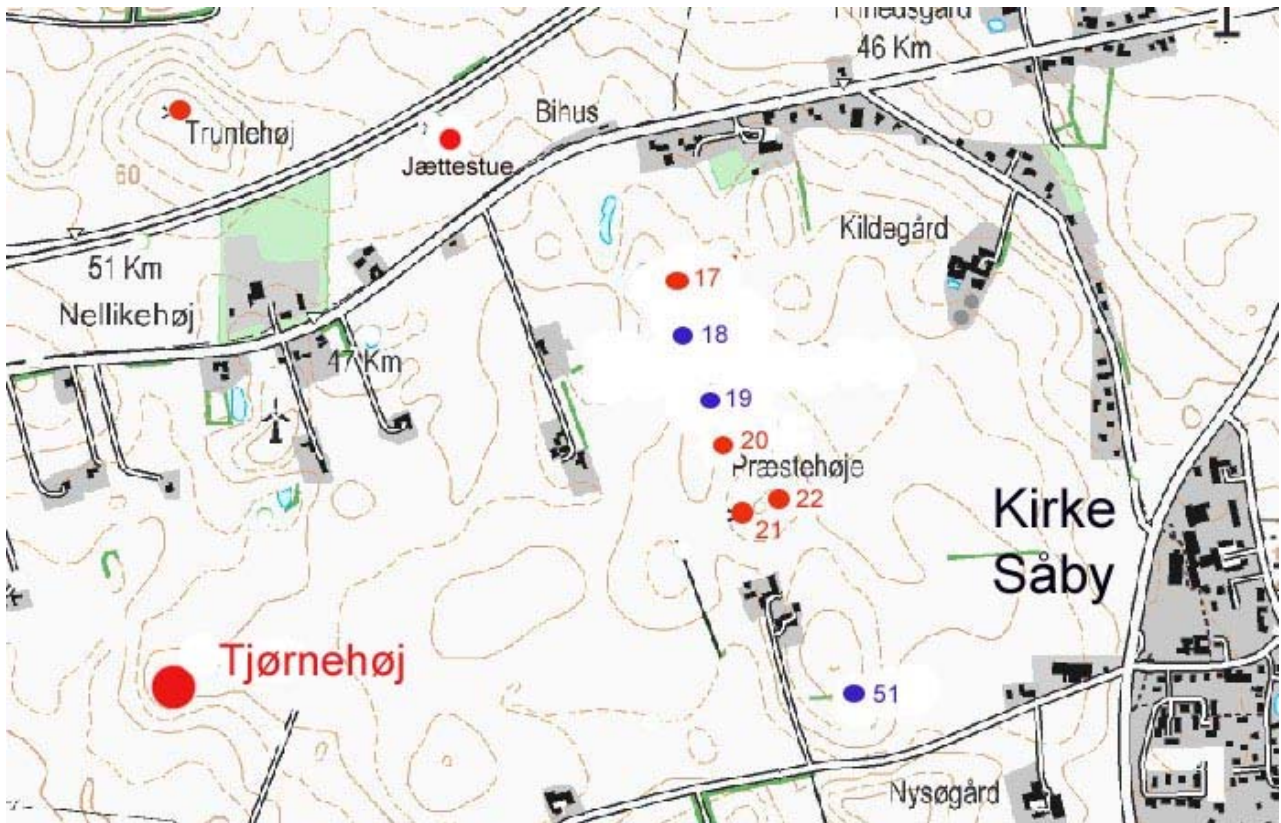 46 Km
Bihus
Truntehøj
Jættestue
60
Kildegård
51 Km
17
Nellikehøj
18
47 Km
19
20
Præstehøje
22
21
Kirke
Såby
Tjørnehøj
51
Nysøgård